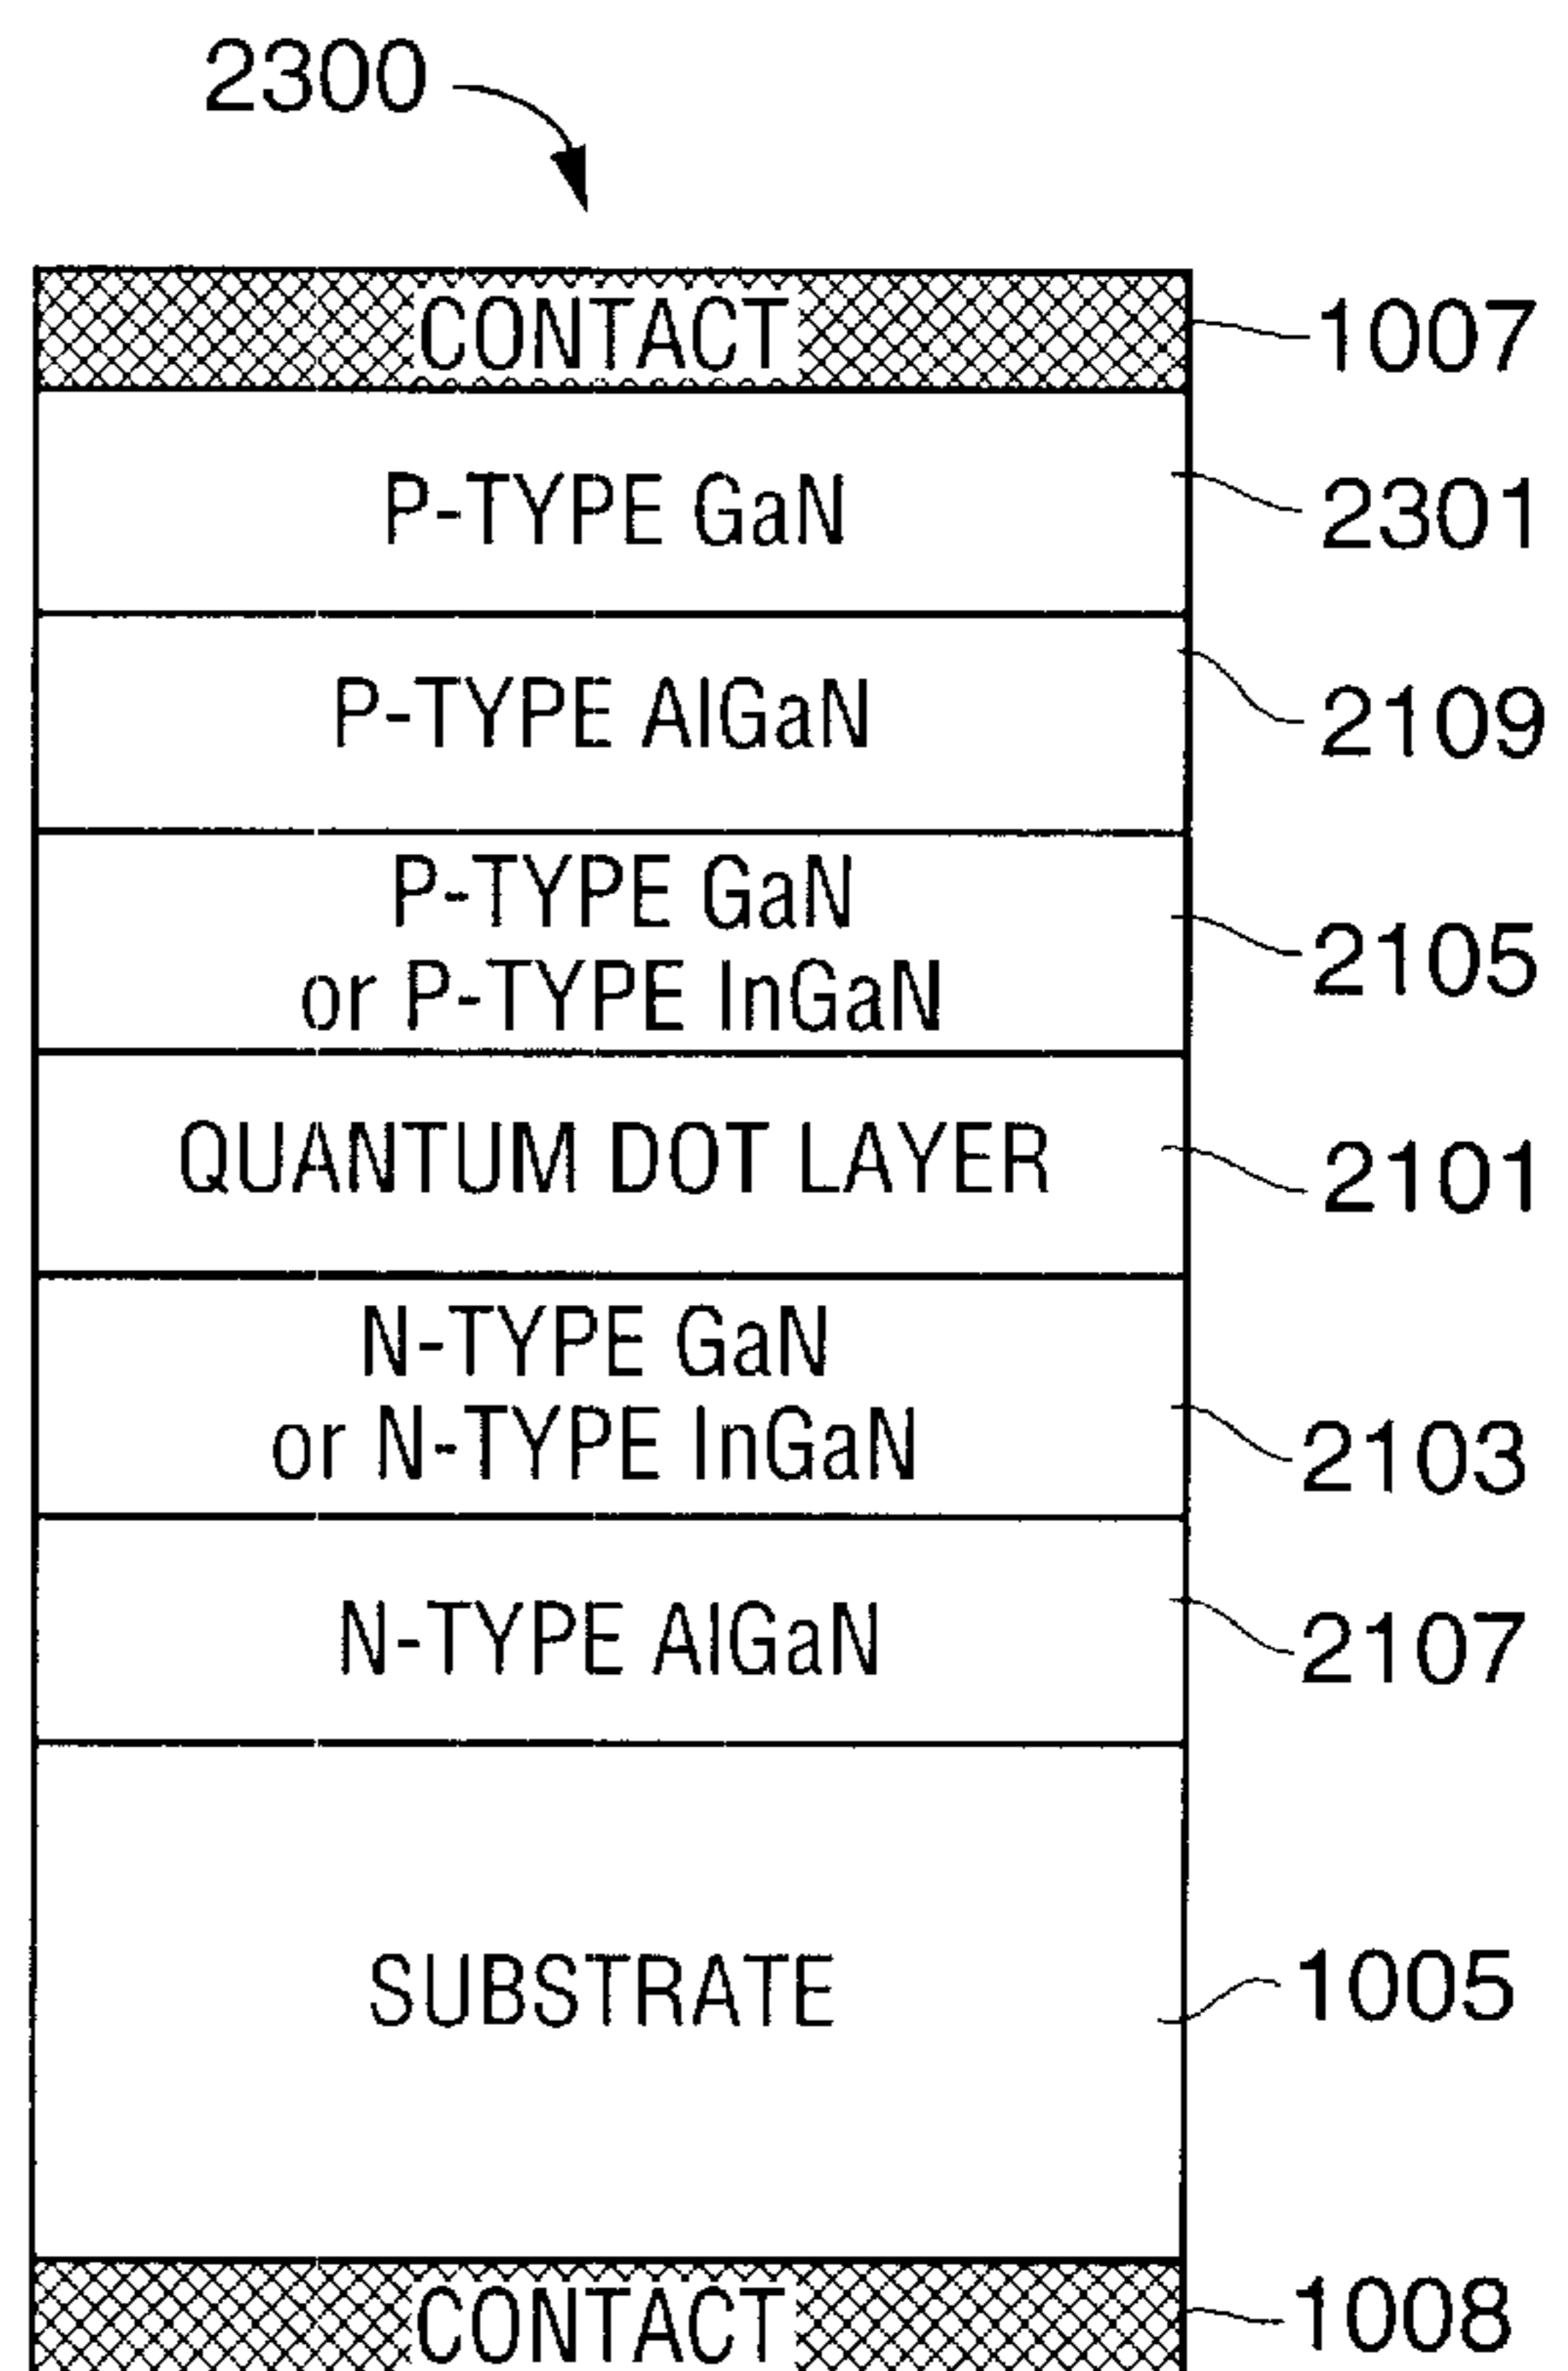 2300
CONTACT 1007
P-TYPE GaN 2301
P-TYPE AlGaN 2109
P-TYPE GaN
or P-TYPE InGaN 2105
QUANTUM DOT LAYER 2101
N-TYPE GaN
or N-TYPE InGaN 2103
N-TYPE AlGaN 2107
SUBSTRATE 1005
CONTACT 1008